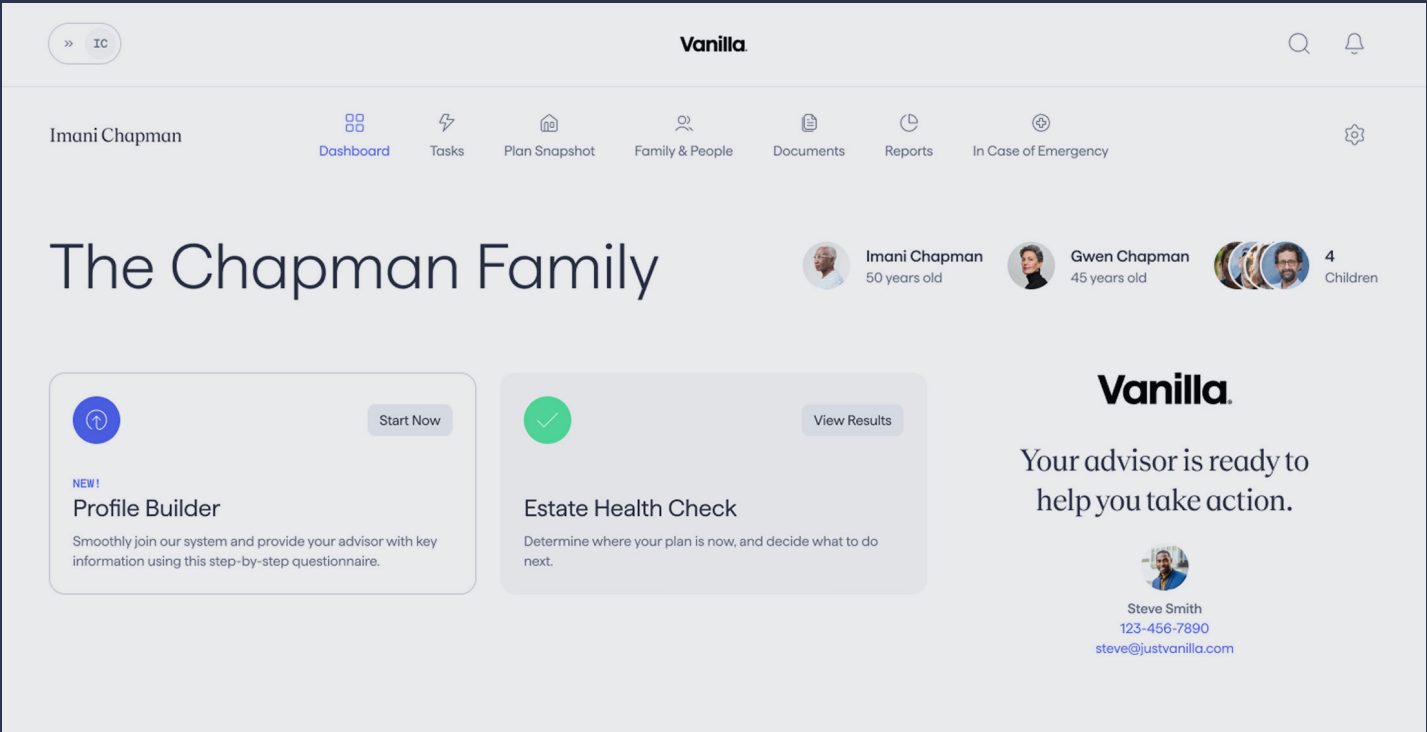 » IC
Vanilla.
Imani Chapman
Dashboard
Tasks
Plan Snapshot
Family & People
Documents
Reports
In Case of Emergency
The Chapman Family
Imani Chapman
50 years old
Gwen Chapman
45 years old
4
Children
Start Now
NEW!
Profile Builder
Smoothly join our system and provide your advisor with key
information using this step-by-step questionnaire.
View Results
Estate Health Check
Determine where your plan is now, and decide what to do
next.
Vanilla.
Your advisor is ready to
help you take action.
Steve Smith
123-456-7890
steve@justvanilla.com